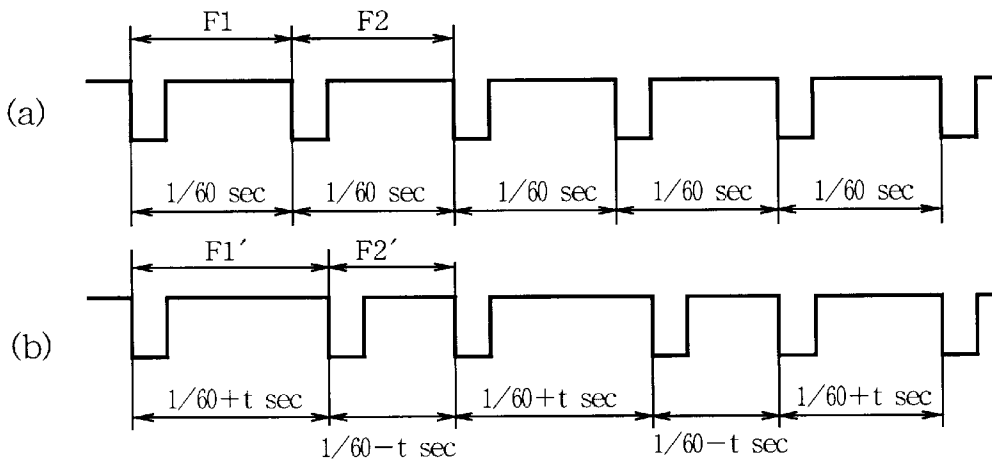 F1 F2
(a)
1/60 sec 1/60 sec 1/60 sec 1/60 sec 1/60 sec
F1′ F2′
(b)
1/60+t sec 1/60+t sec 1/60+t sec
1/60−t sec 1/60−t sec